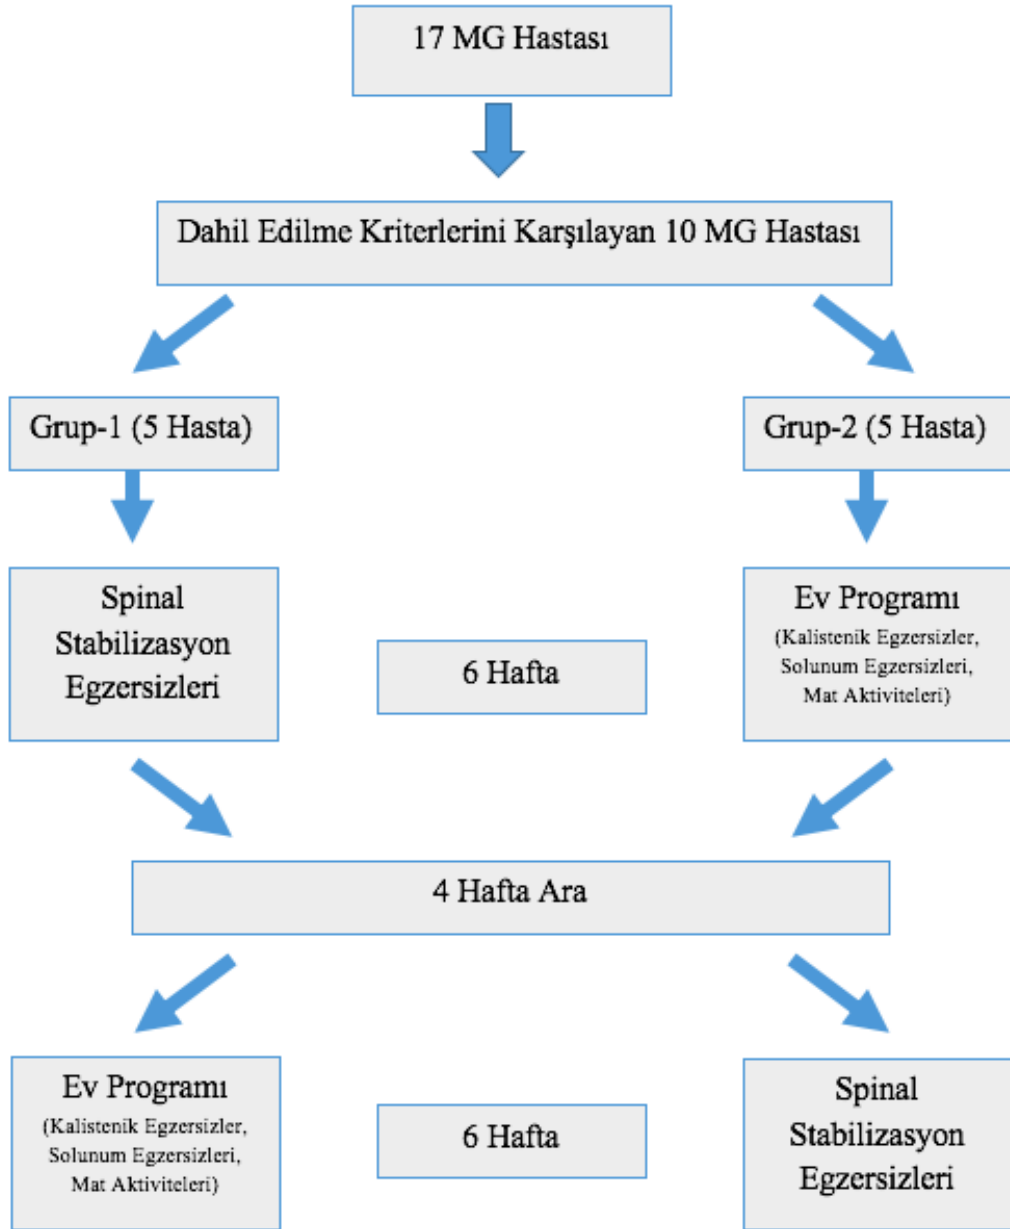 17 MG Hastası
Dahil Edilme Kriterlerini Karşılayan 10 MG Hastası
Grup-1 (5 Hasta)
Grup-2 (5 Hasta)
Spinal
Stabilizasyon
Egzersizleri
6 Hafta
Ev Programı
(Kalistenik Egzersizler,
Solunum Egzersizleri,
Mat Aktiviteleri)
4 Hafta Ara
Ev Programı
(Kalistenik Egzersizler,
Solunum Egzersizleri,
Mat Aktiviteleri)
6 Hafta
Spinal
Stabilizasyon
Egzersizleri